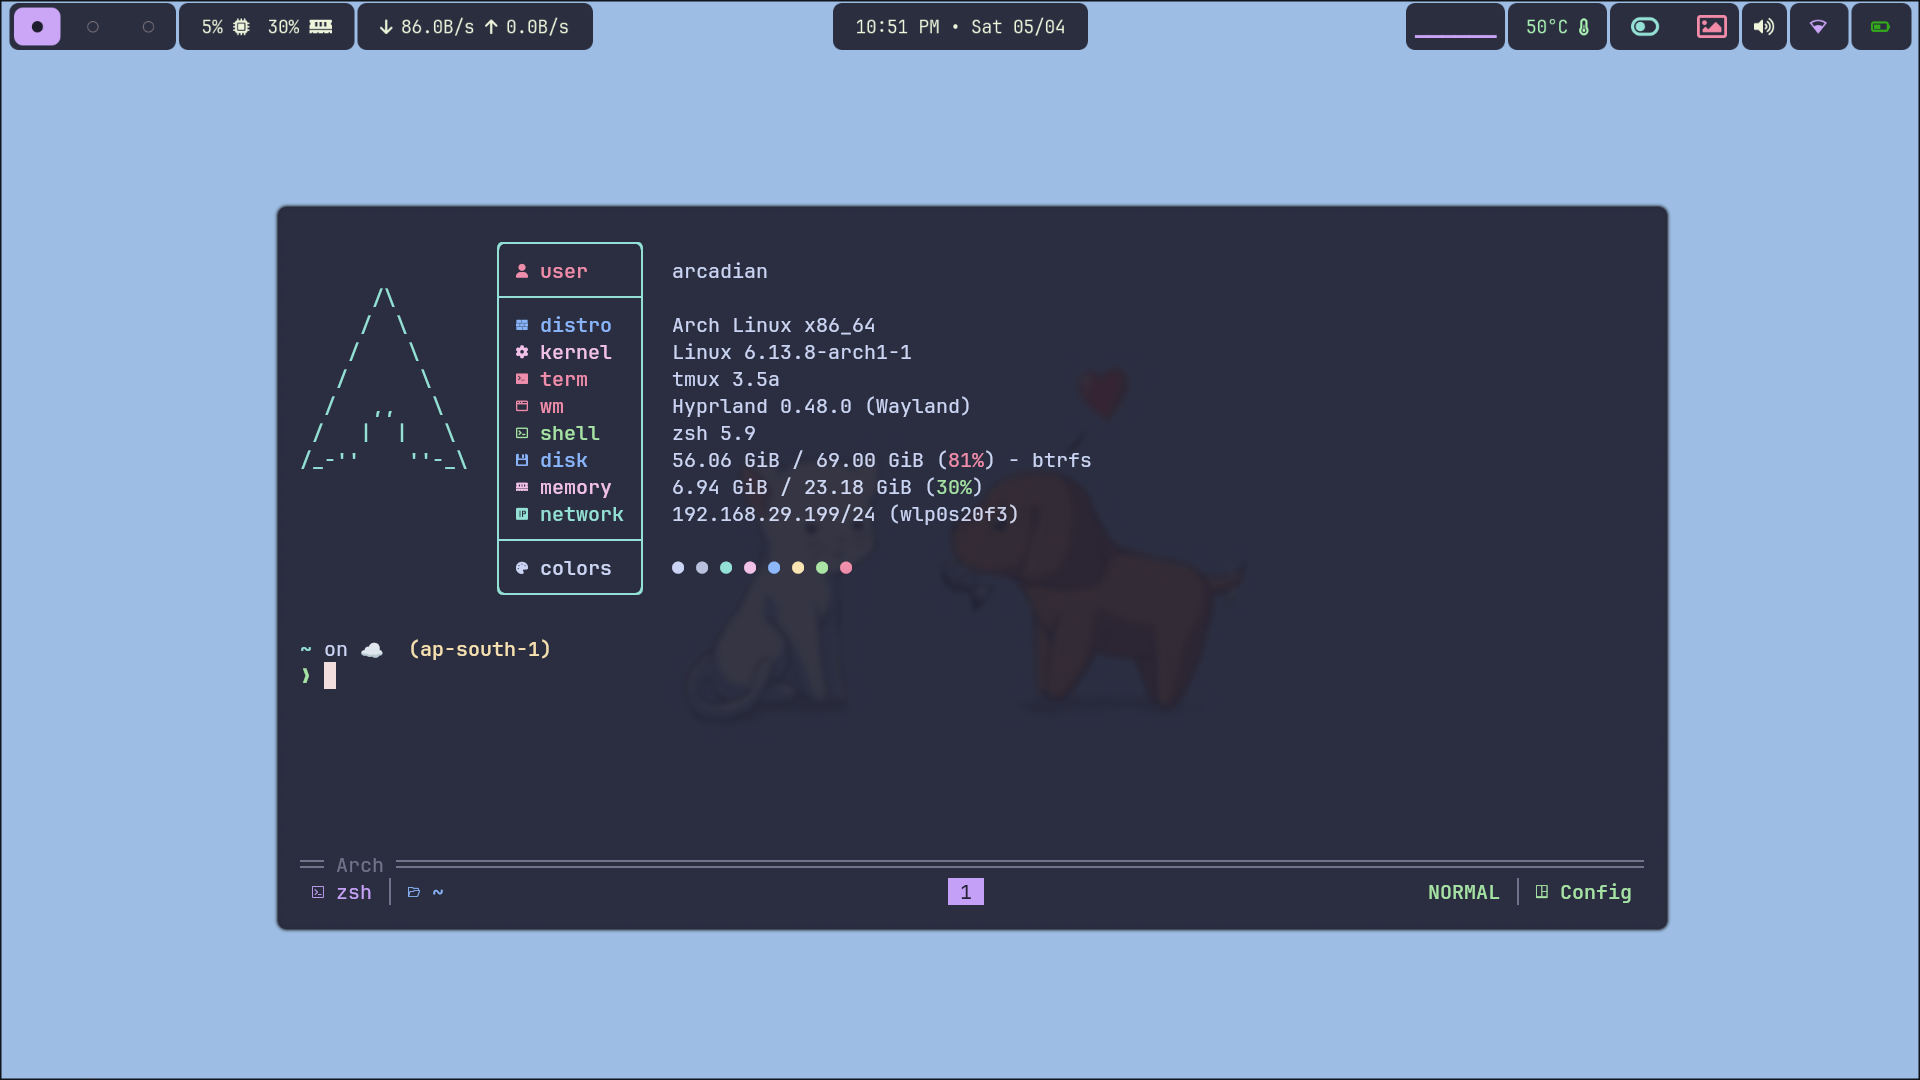 5% 30% 86.0B/s 0.0B/s 10:51 PM • Sat 05/04 50°C
user arcadian
distro Arch Linux x86_64
kernel Linux 6.13.8-arch1-1
term tmux 3.5a
wm Hyprland 0.48.0 (Wayland)
shell zsh 5.9
disk 56.06 GiB / 69.00 GiB (81%) - btrfs
memory 6.94 GiB / 23.18 GiB (30%)
network 192.168.29.199/24 (wlp0s20f3)
colors
~ on ☁️ (ap-south-1)
❯
Arch
zsh ~ 1 NORMAL Config